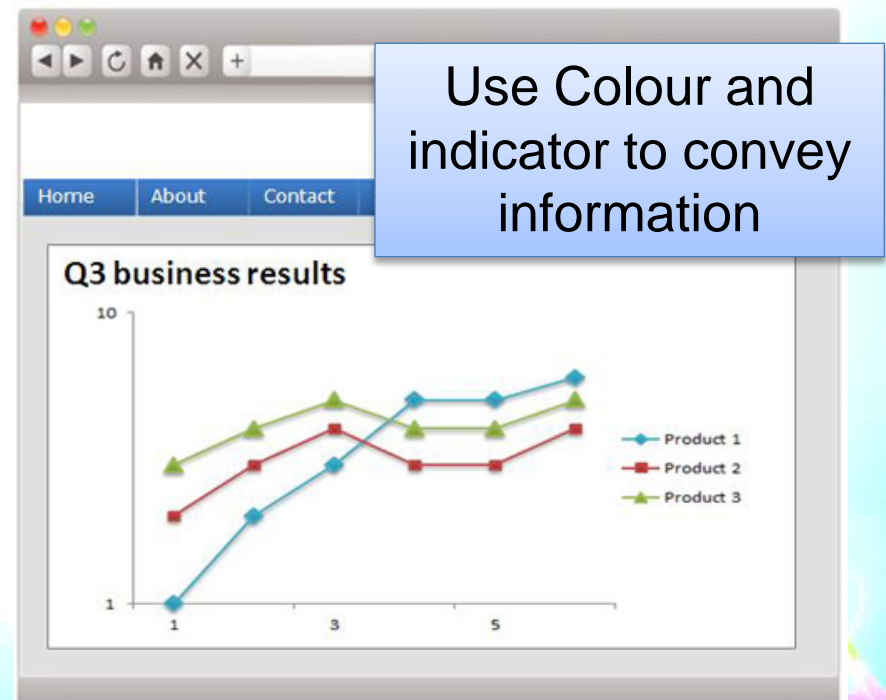 Use Colour and
indicator to convey
information
Home About Contact
Q3 business results
10
Product 1
Product 2
Product 3
1
1 3 5